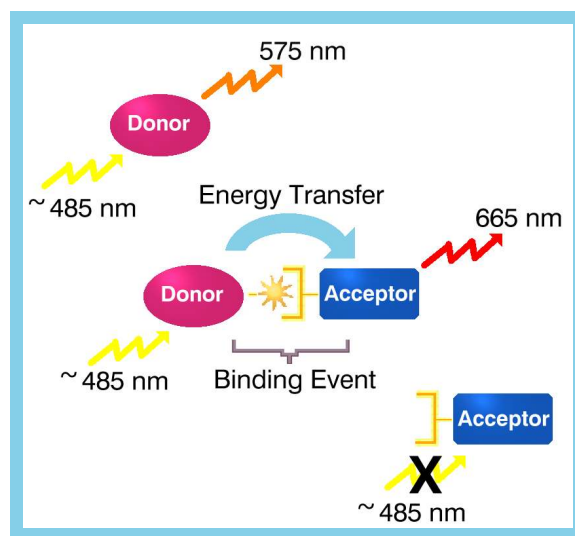 575 nm
Donor
~ 485 nm
Energy Transfer
665 nm
Donor
Acceptor
~ 485 nm
Binding Event
Acceptor
X
~ 485 nm